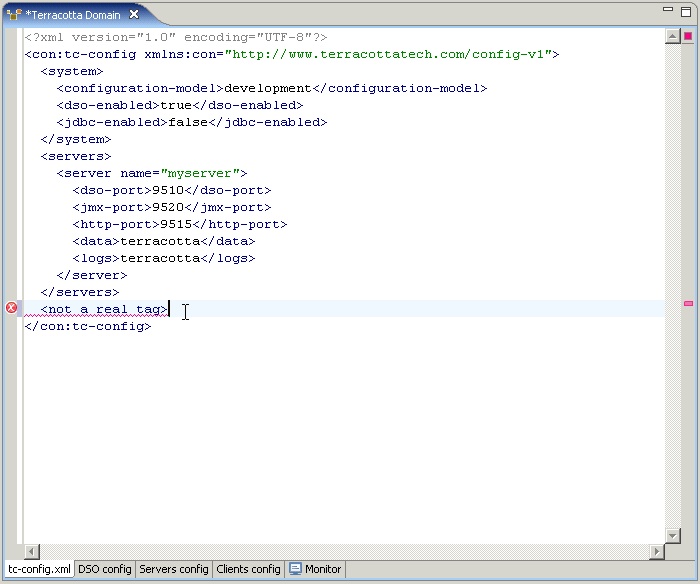 *Terracotta Domain
<?xml version="1.0" encoding="UTF-8"?>
<con:tc-config xmlns:con="http://www.terracottatech.com/config-v1">
  <system>
    <configuration-model>development</configuration-model>
    <dso-enabled>true</dso-enabled>
    <jdbc-enabled>false</jdbc-enabled>
  </system>
  <servers>
    <server name="myserver">
      <dso-port>9510</dso-port>
      <jmx-port>9520</jmx-port>
      <http-port>9515</http-port>
      <data>terracotta</data>
      <logs>terracotta</logs>
    </server>
  </servers>
  <not a real tag>
</con:tc-config>
tc-config.xml DSO config Servers config Clients config Monitor